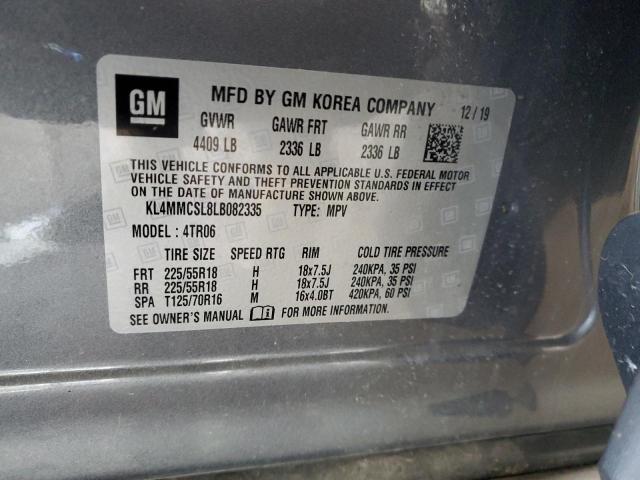 GM
MFD BY GM KOREA COMPANY 12/19
GVWR GAWR FRT GAWR RR
4409 LB 2336 LB 2336 LB
THIS VEHICLE CONFORMS TO ALL APPLICABLE U.S. FEDERAL MOTOR
VEHICLE SAFETY AND THEFT PREVENTION STANDARDS IN EFFECT
ON THE DATE OF MANUFACTURE SHOWN ABOVE.
KL4MMCSL8LB082335 TYPE: MPV
MODEL : 4TR06
TIRE SIZE SPEED RTG RIM COLD TIRE PRESSURE
FRT 225/55R18 H 18x7.5J 240KPA, 35 PSI
RR 225/55R18 H 18x7.5J 240KPA, 35 PSI
SPA T125/70R16 M 16x4.0BT 420KPA, 60 PSI
SEE OWNER'S MANUAL FOR MORE INFORMATION